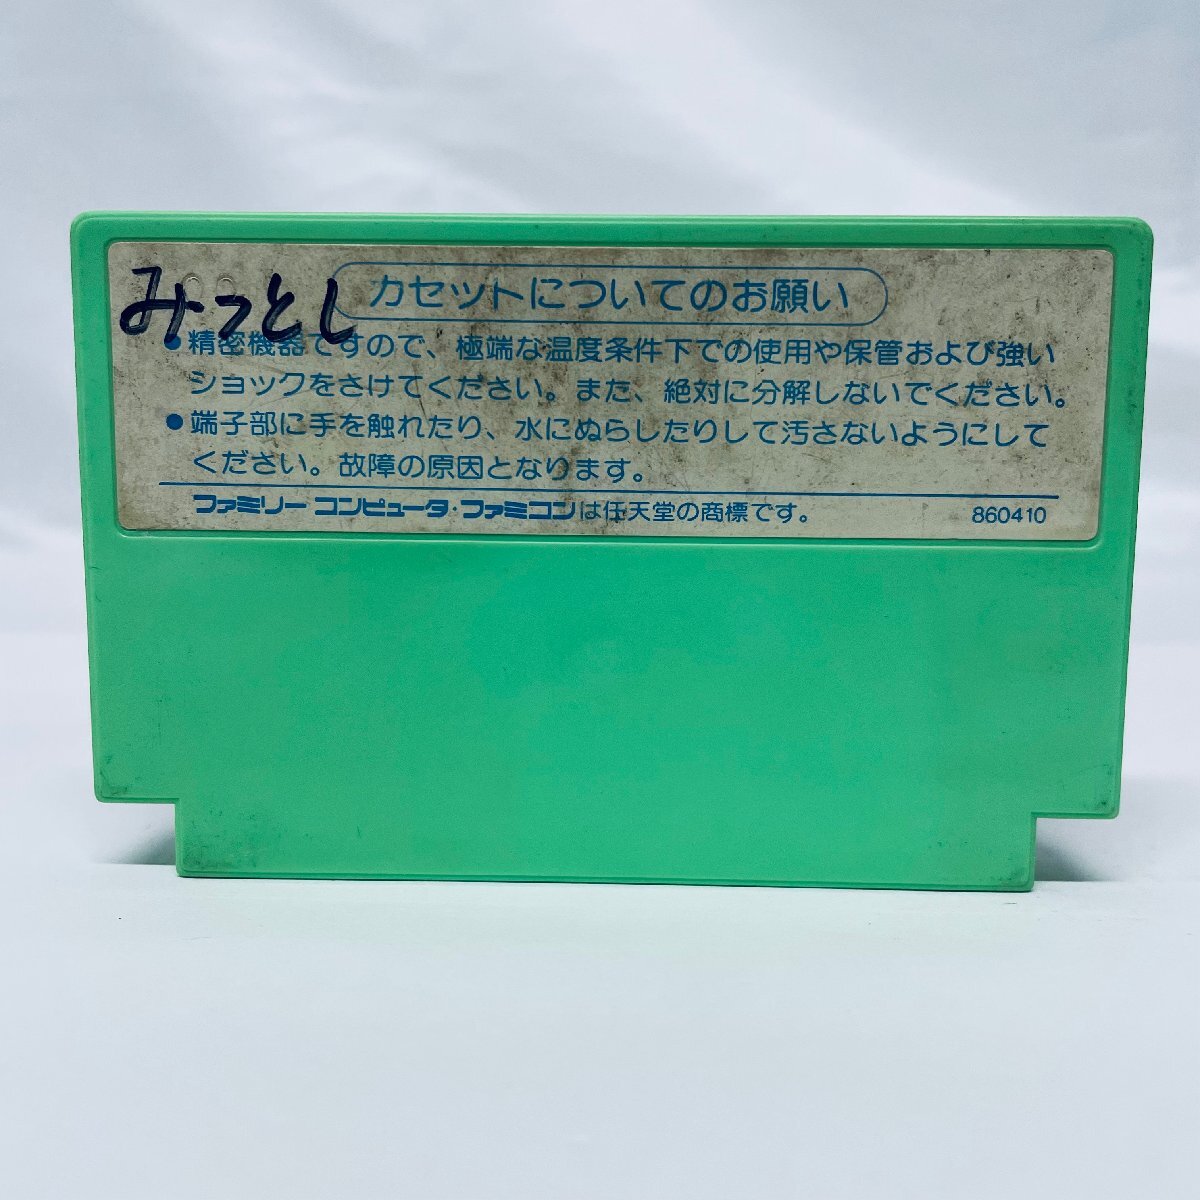 みつとし
カセットについてのお願い
●精密機器ですので、極端な温度条件下での使用や保管および強い
ショックをさけてください。また、絶対に分解しないでください。
●端子部に手を触れたり、水にぬらしたりして汚さないようにして
ください。故障の原因となります。
ファミリーコンピュータ・ファミコンは任天堂の商標です。 860410